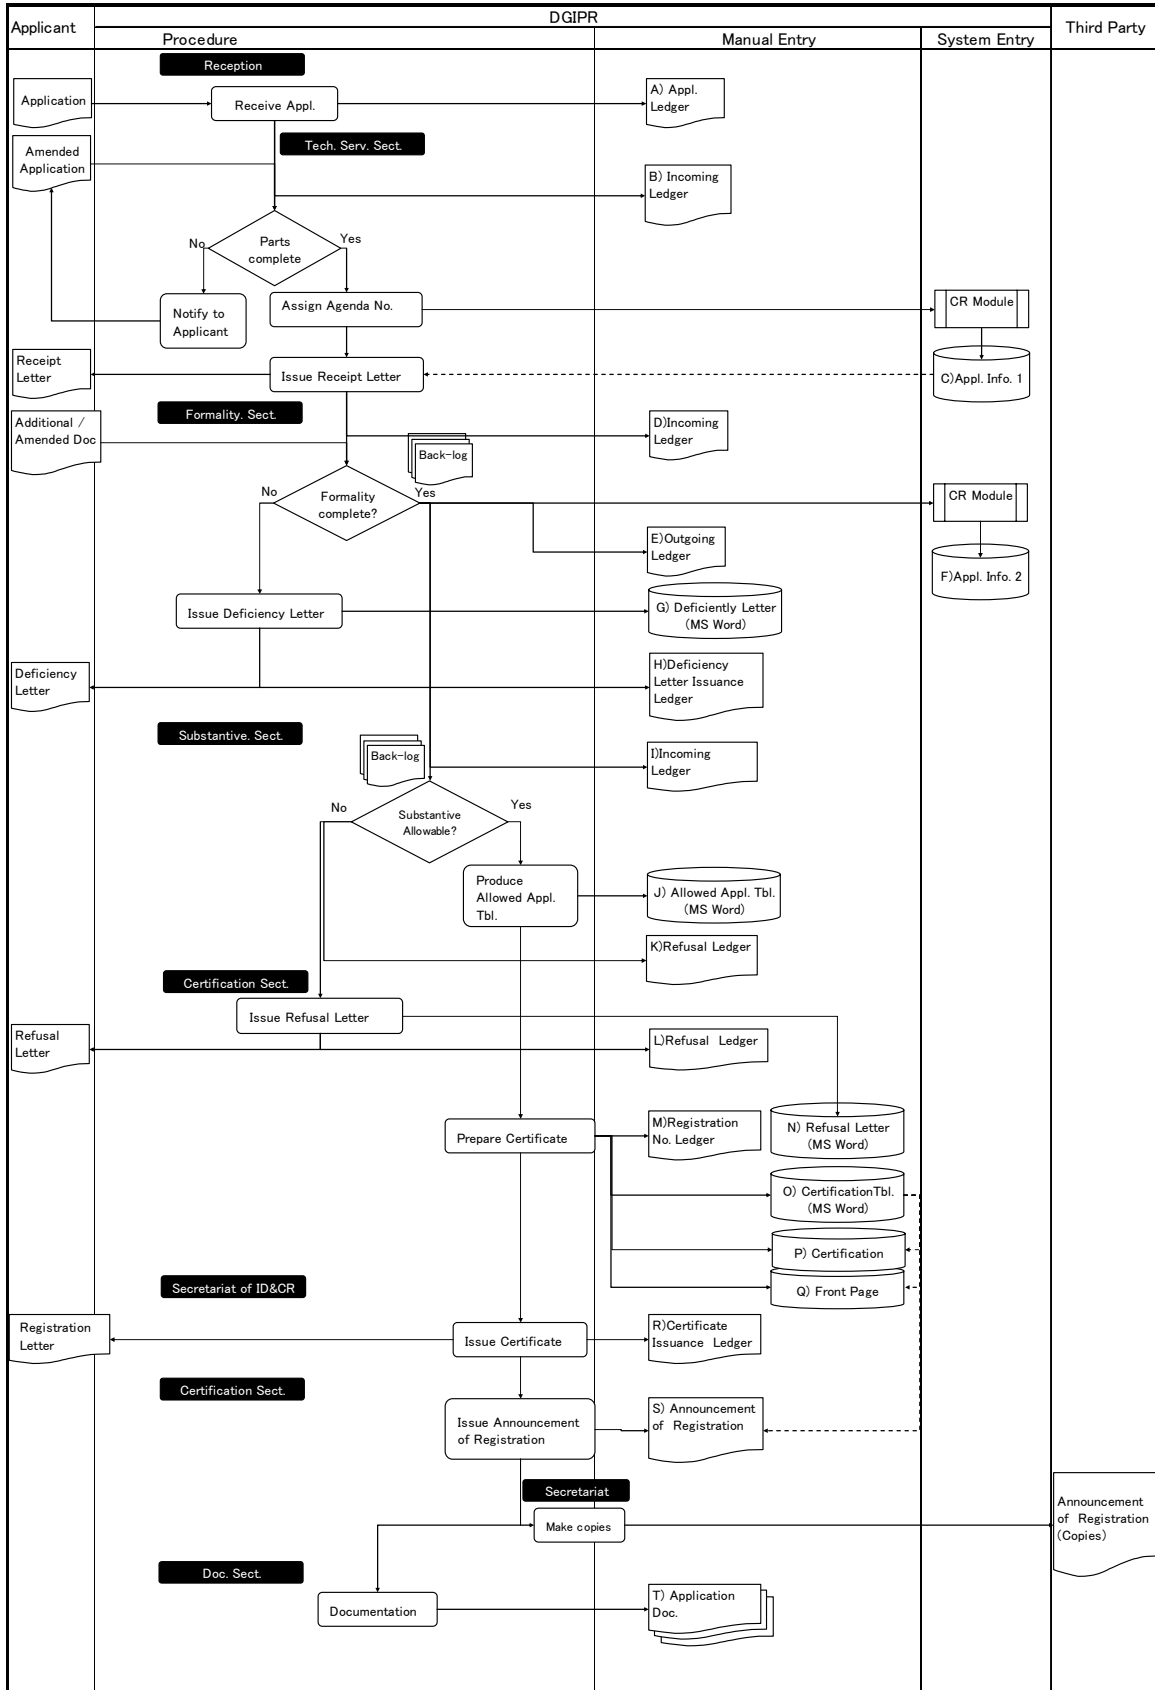 DGIPR
Applicant
Third Party
Procedure
Manual Entry
System Entry
Reception
Application
Receive Appl.
A) Appl.
Ledger
Tech. Serv. Sect.
Amended
Application
B) Incoming
Ledger
No
Parts
complete
Yes
Notify to
Applicant
Assign Agenda No.
CR Module
Receipt
Letter
Issue Receipt Letter
C)Appl. Info. 1
Formality. Sect.
Additional /
Amended Doc
D)Incoming
Ledger
Back-log
No
Formality
complete?
Yes
CR Module
E)Outgoing
Ledger
F)Appl. Info. 2
Issue Deficiency Letter
G) Deficiently Letter
(MS Word)
Deficiency
Letter
H)Deficiency
Letter Issuance
Ledger
Substantive. Sect.
Back-log
I)Incoming
Ledger
No
Substantive
Allowable?
Yes
Produce
Allowed Appl.
Tbl.
J) Allowed Appl. Tbl.
(MS Word)
K)Refusal Ledger
Certification Sect.
Issue Refusal Letter
Refusal
Letter
L)Refusal Ledger
Prepare Certificate
M)Registration
No. Ledger
N) Refusal Letter
(MS Word)
O) CertificationTbl.
(MS Word)
P) Certification
Q) Front Page
Secretariat of ID&CR
Registration
Letter
Issue Certificate
R)Certificate
Issuance Ledger
Certification Sect.
Issue Announcement
of Registration
S) Announcement
of Registration
Secretariat
Make copies
Announcement
of Registration
(Copies)
Doc. Sect.
Documentation
T) Application
Doc.